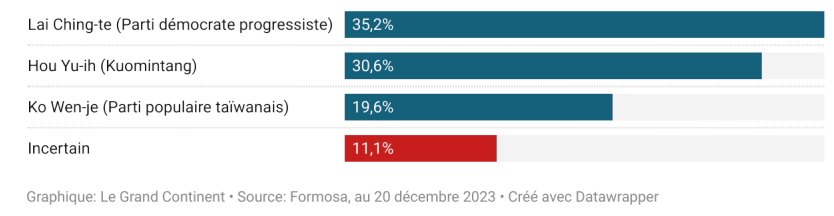 Lai Ching-te (Parti démocrate progressiste) 35,2%
Hou Yu-ih (Kuomintang) 30,6%
Ko Wen-je (Parti populaire taïwanais) 19,6%
Incertain 11,1%
Graphique: Le Grand Continent • Source: Formosa, au 20 décembre 2023 • Créé avec Datawrapper